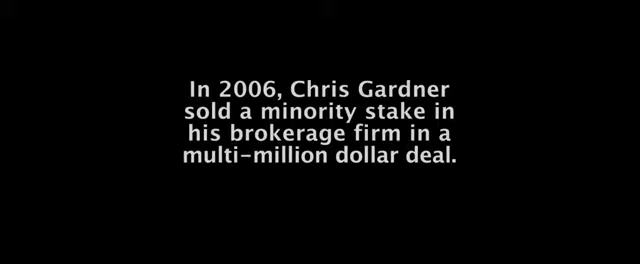 In 2006, Chris Gardner
sold a minority stake in
his brokerage firm in a
multi-million dollar deal.